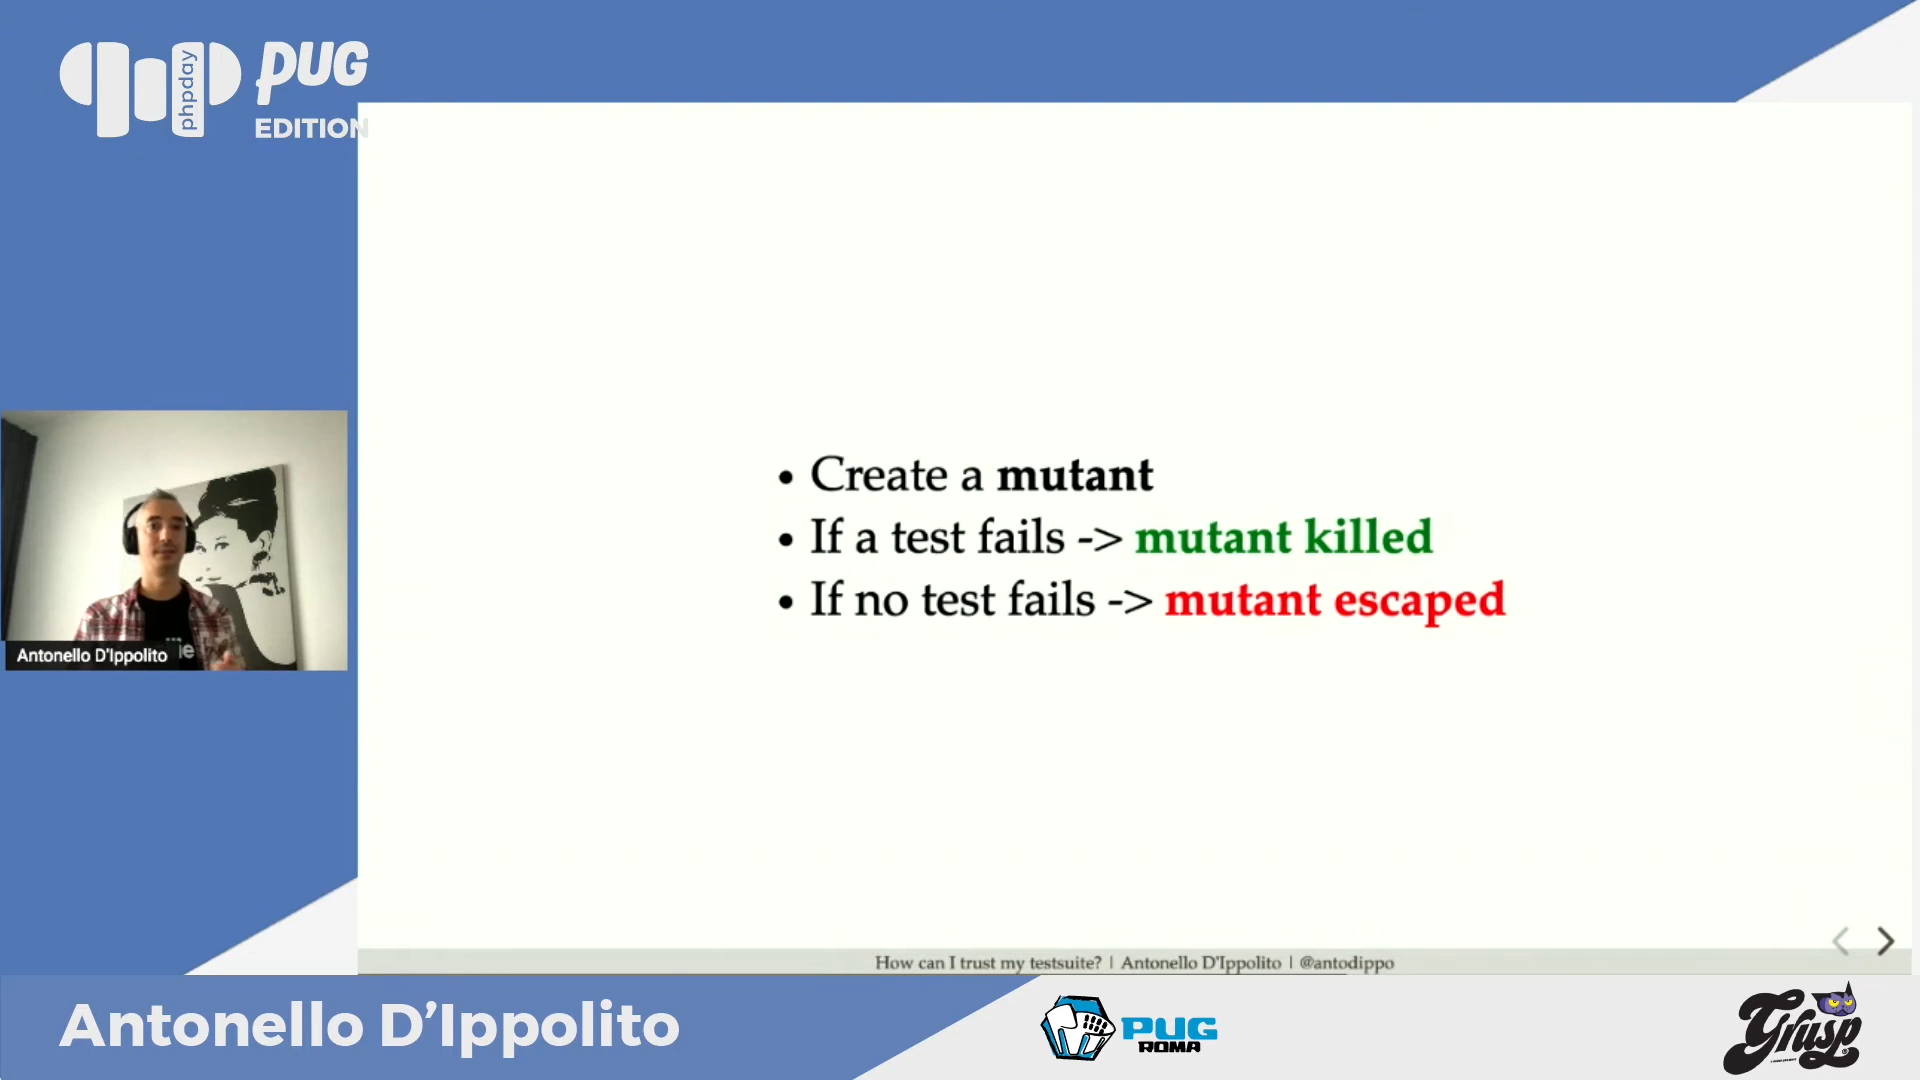 phpday
PUG
EDITION
• Create a mutant
• If a test fails -> mutant killed
• If no test fails -> mutant escaped
Antonello D'Ippolito
How can I trust my testsuite? | Antonello D'Ippolito | @antodippo
Antonello D’Ippolito
PUG
ROMA
Grusp